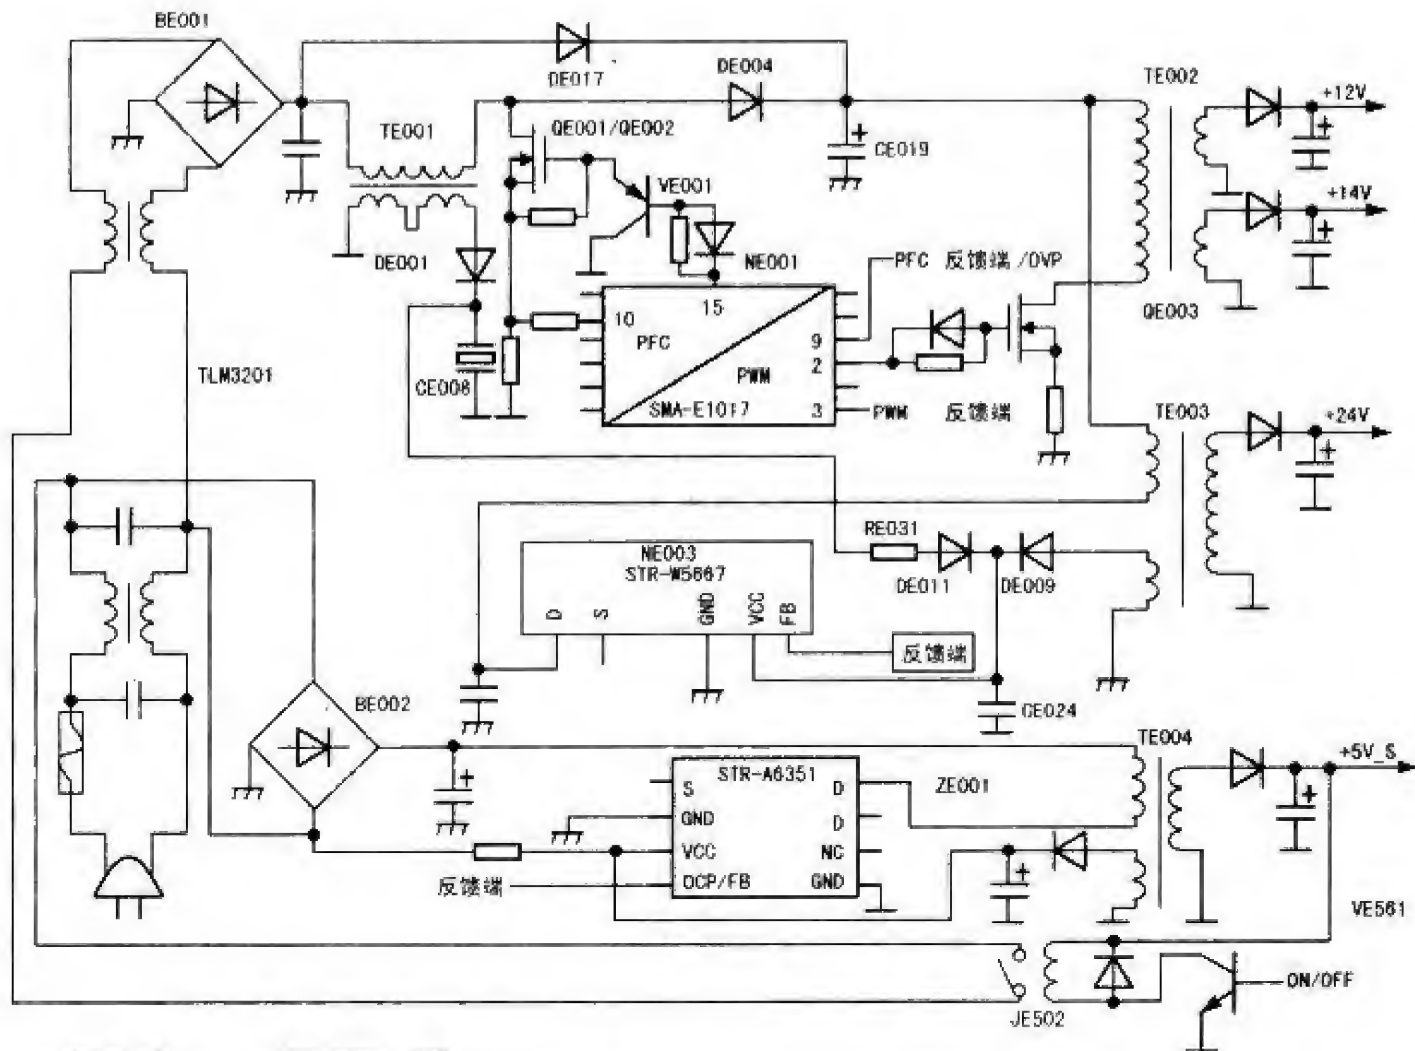 BE001
DE017
DE004
TE002
+12V
TE001
QE001/QE002
CE019
VE001
+14V
DE001
NE001
PFC 反馈端/OVP
QE003
10
15
9
PFC
2
PWM
TLM3201
CE008
SMA-E1017
3
PWM 反馈端
TE003
+24V
RE031
NE003
STR-W5667
DE011
DE009
D
S
GND
VCC
FB
反馈端
BE002
CE024
TE004
+5V_S
STR-A6351
S
D
ZE001
GND
D
VCC
NC
反馈端
OCP/FB
GND
VE561
ON/OFF
JE502